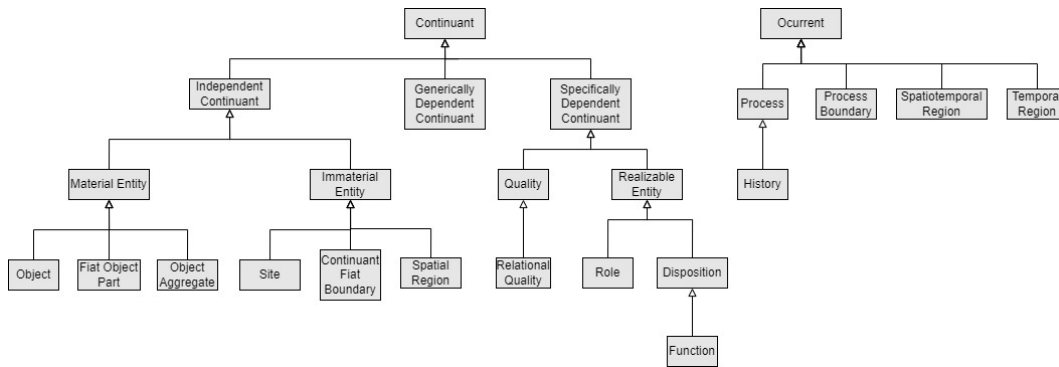 Continuant
Ocurrent
Independent
Continuant
Generically
Dependent
Continuant
Specifically
Dependent
Continuant
Process
Process
Boundary
Spatiotemporal
Region
Temporal
Region
Material Entity
Immaterial
Entity
Quality
Realizable
Entity
History
Object
Fiat Object
Part
Object
Aggregate
Site
Continuant
Fiat
Boundary
Spatial
Region
Relational
Quality
Role
Disposition
Function